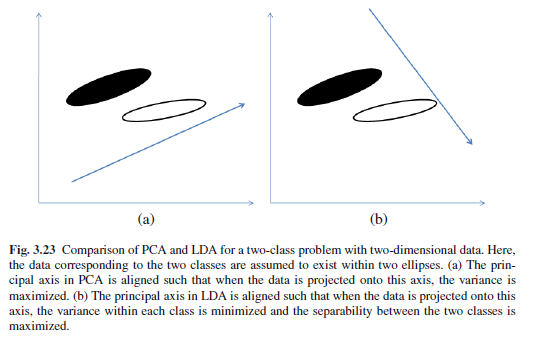 (a)
(b)
Fig. 3.23 Comparison of PCA and LDA for a two-class problem with two-dimensional data. Here,
the data corresponding to the two classes are assumed to exist within two ellipses. (a) The prin-
cipal axis in PCA is aligned such that when the data is projected onto this axis, the variance is
maximized. (b) The principal axis in LDA is aligned such that when the data is projected onto this
axis, the variance within each class is minimized and the separability between the two classes is
maximized.